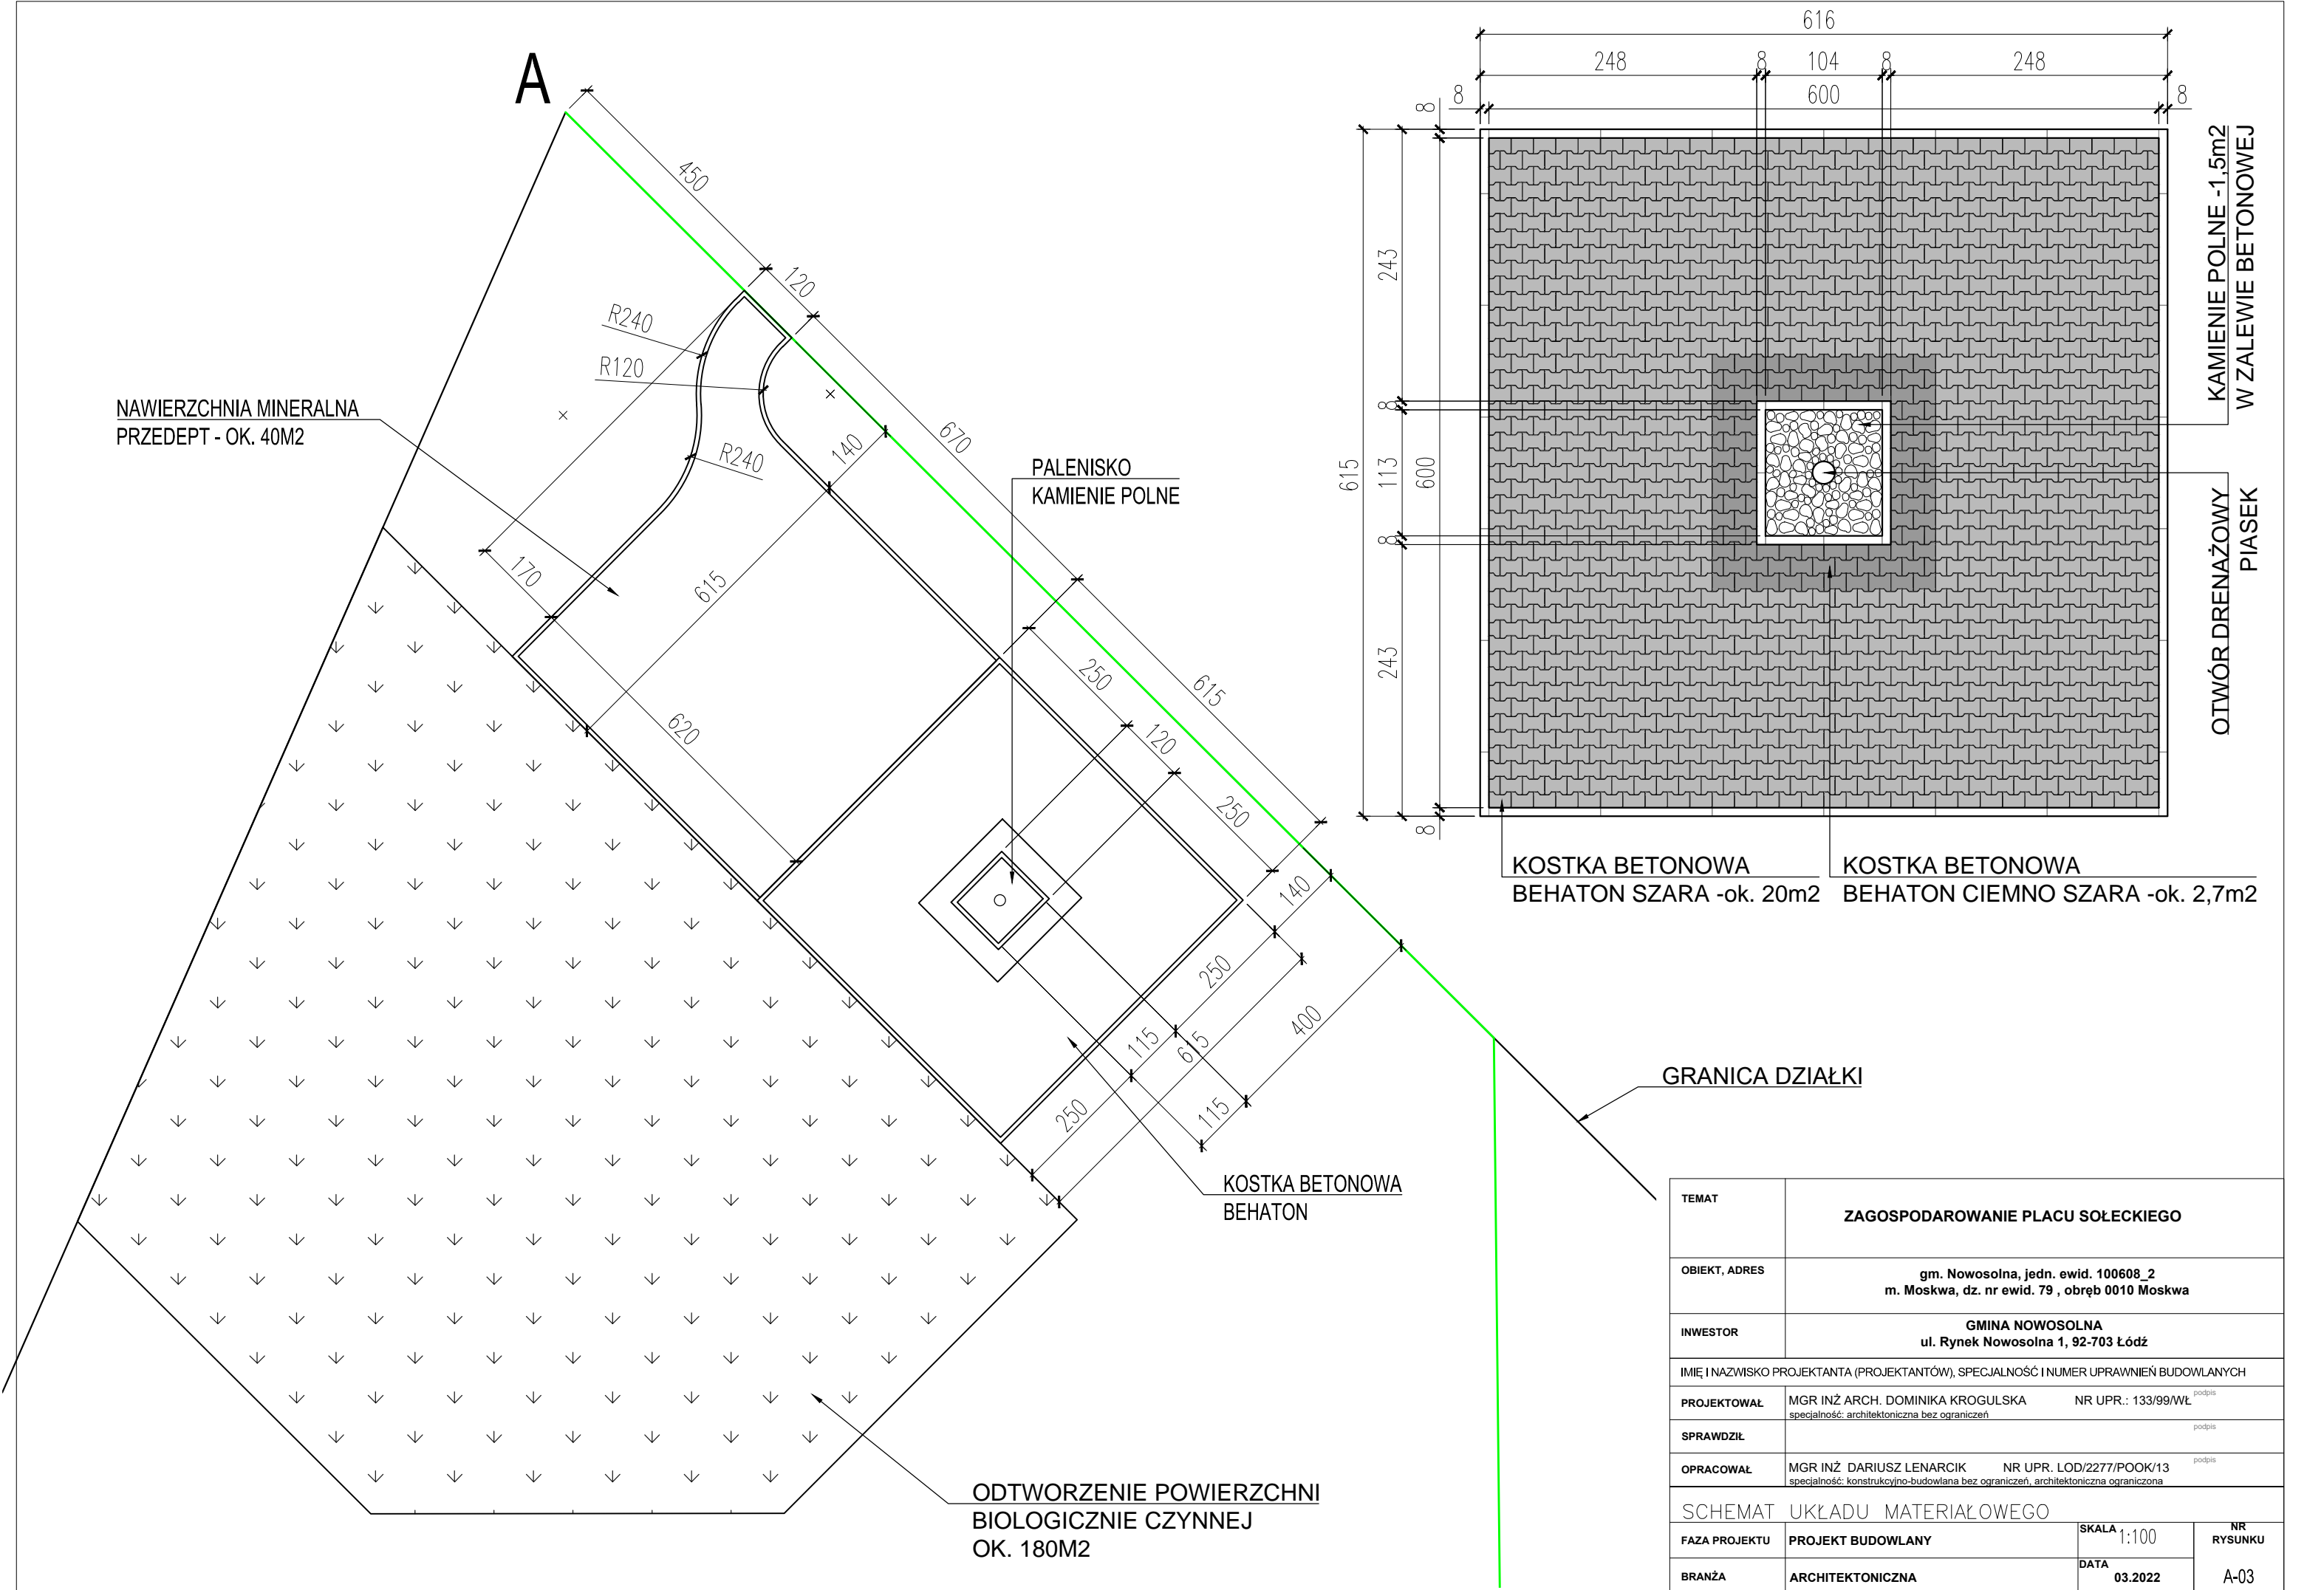 A
450
120
670
615
R240
R120
R240
140
170
615
620
250
120
250
140
250
115
250
615
400
115
NAWIERZCHNIA MINERALNA
PRZEDEPT - OK. 40M2
PALENISKO
KAMIENIE POLNE
KOSTKA BETONOWA
BEHATON
ODTWORZENIE POWIERZCHNI
BIOLOGICZNIE CZYNNEJ
OK. 180M2
GRANICA DZIAŁKI
616
248 8 104 8 248
8 600 8
8
615
243
8
113
8
243
600
8
KAMIENIE POLNE -1,5m2
W ZALEWIE BETONOWEJ
OTWÓR DRENAŻOWY
PIASEK
KOSTKA BETONOWA
BEHATON SZARA -ok. 20m2
KOSTKA BETONOWA
BEHATON CIEMNO SZARA -ok. 2,7m2
TEMAT
ZAGOSPODAROWANIE PLACU SOŁECKIEGO
OBIEKT, ADRES
gm. Nowosolna, jedn. ewid. 100608_2
m. Moskwa, dz. nr ewid. 79 , obręb 0010 Moskwa
INWESTOR
GMINA NOWOSOLNA
ul. Rynek Nowosolna 1, 92-703 Łódź
IMIĘ I NAZWISKO PROJEKTANTA (PROJEKTANTÓW), SPECJALNOŚĆ I NUMER UPRAWNIEŃ BUDOWLANYCH
PROJEKTOWAŁ
MGR INŻ ARCH. DOMINIKA KROGULSKA NR UPR.: 133/99/WŁ podpis
specjalność: architektoniczna bez ograniczeń
SPRAWDZIŁ podpis
OPRACOWAŁ
MGR INŻ DARIUSZ LENARCIK NR UPR. LOD/2277/POOK/13 podpis
specjalność: konstrukcyjno-budowlana bez ograniczeń, architektoniczna ograniczona
SCHEMAT UKŁADU MATERIAŁOWEGO
FAZA PROJEKTU PROJEKT BUDOWLANY SKALA 1:100
NR
RYSUNKU
BRANŻA ARCHITEKTONICZNA DATA 03.2022 A-03